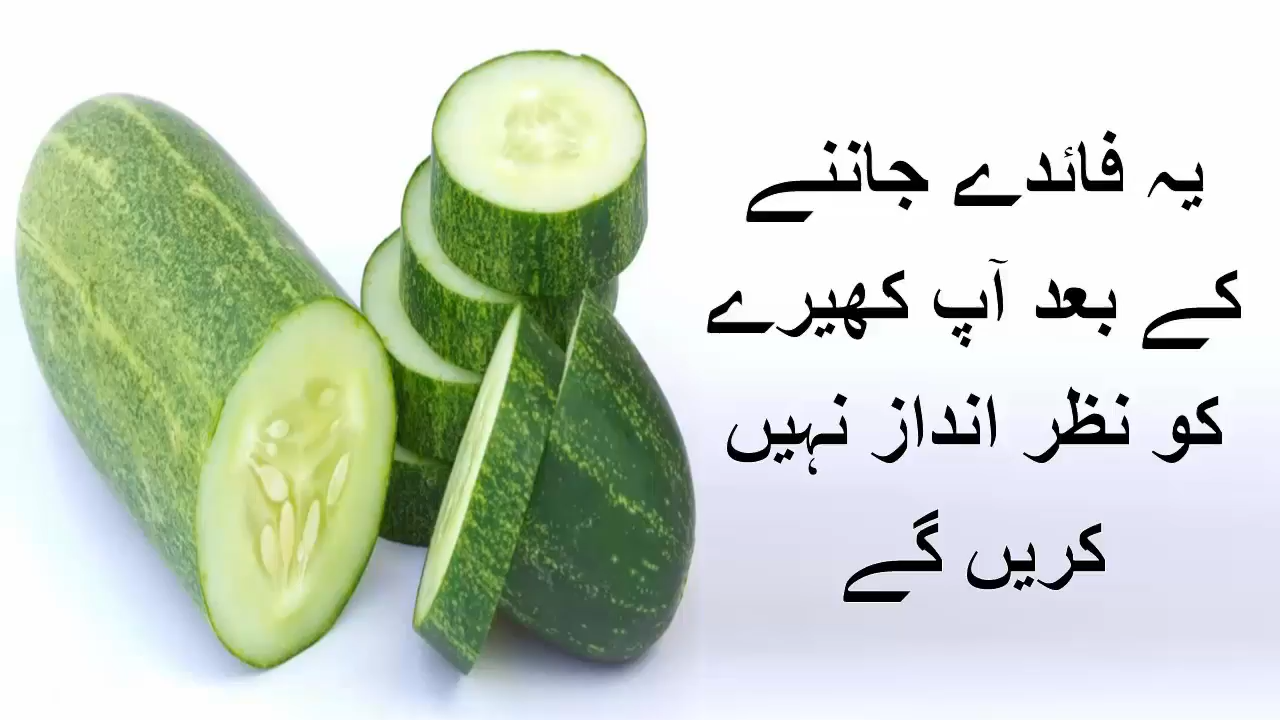 یہ فائدے جاننے
کے بعد آپ کھیرے
کو نظر انداز نہیں
کریں گے